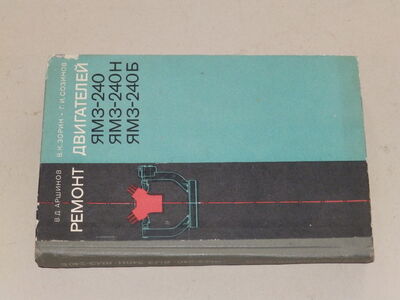 В.Д. АРШИНОВ В.К. ЗОРИН · Г.И. СОЗИНОВ
РЕМОНТ ДВИГАТЕЛЕЙ
ЯМЗ-240
ЯМЗ-240Н
ЯМЗ-240Б